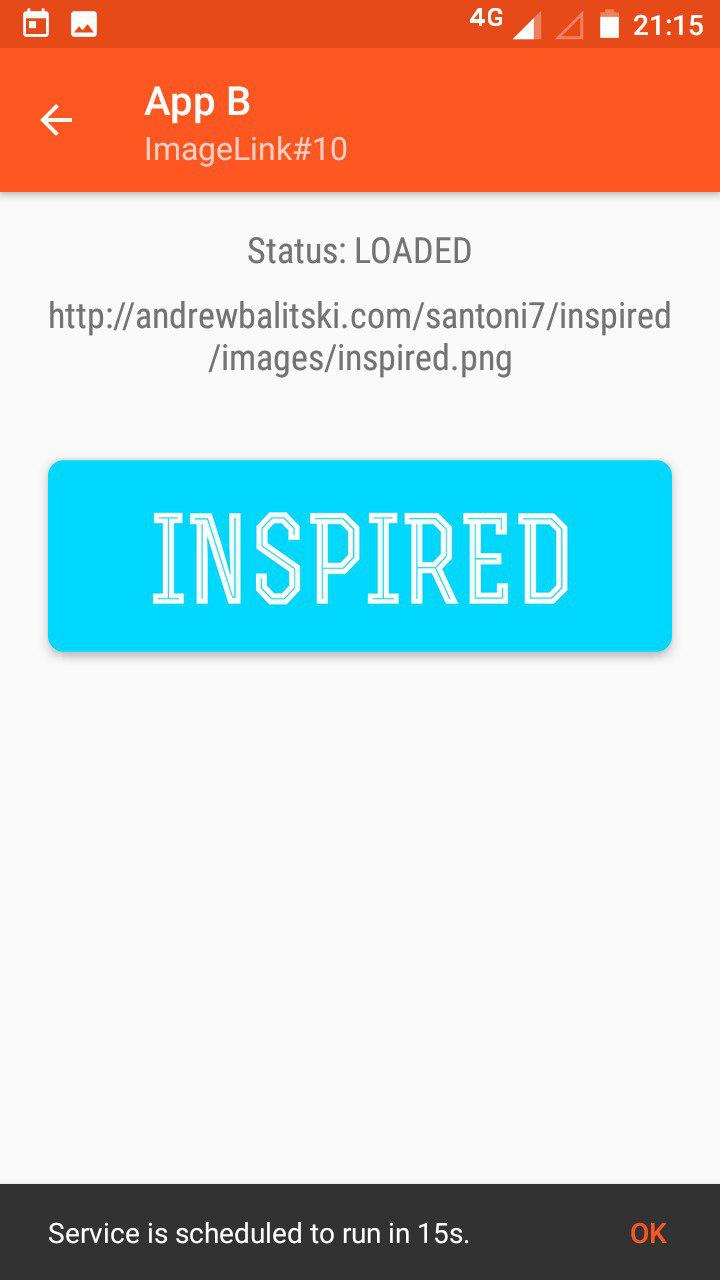 4G 21:15
App B
ImageLink#10
Status: LOADED
http://andrewbalitski.com/santoni7/inspired
/images/inspired.png
INSPIRED
Service is scheduled to run in 15s. OK